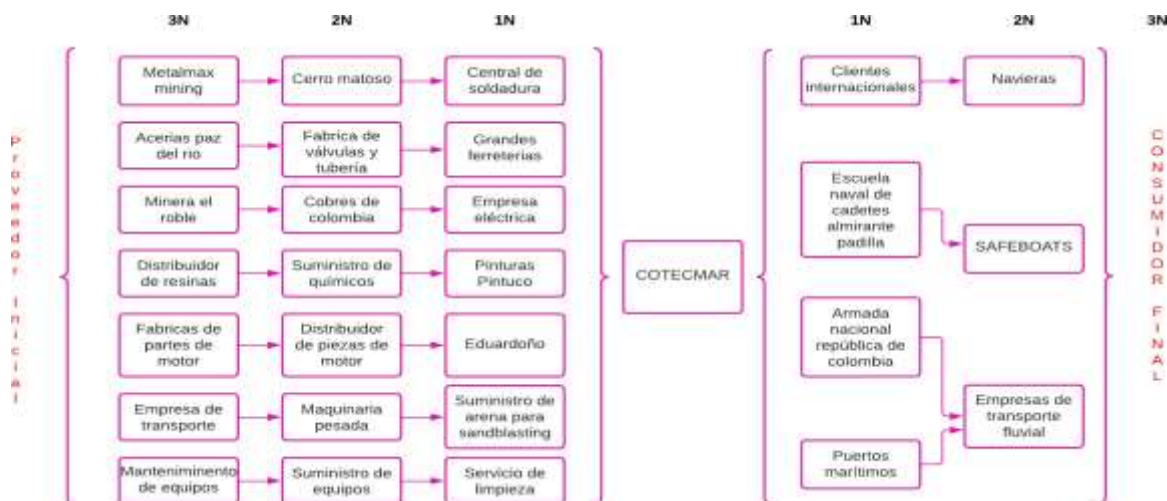 3N 2N 1N 1N 2N 3N
Proveedor Inicial
Metalmax
mining
Cerro matoso
Central de
soldadura
Acerias paz
del rio
Fabrica de
válvulas y
tubería
Grandes
ferreterias
Minera el
roble
Cobres de
colombia
Empresa
eléctrica
Distribuidor
de resinas
Suministro de
químicos
Pinturas
Pintuco
Fabricas de
partes de
motor
Distribuidor
de piezas de
motor
Eduardoño
Empresa de
transporte
Maquinaria
pesada
Suministro de
arena para
sandblasting
Manteniminento
de equipos
Suministro de
equipos
Servicio de
limpieza
COTECMAR
Clientes
internacionales
Navieras
Escuela
naval de
cadetes
almirante
padilla
SAFEBOATS
Armada
nacional
república de
colombia
Puertos
marítimos
Empresas de
transporte
fluvial
CONSUMIDOR FINAL